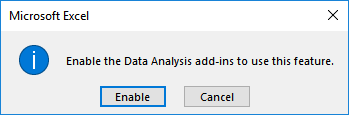 Microsoft Excel
Enable the Data Analysis add-ins to use this feature.
Enable Cancel